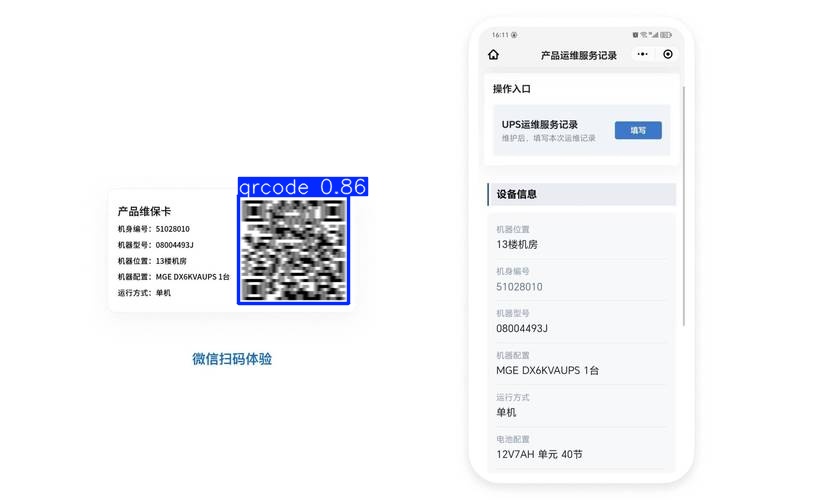 产品维保卡
机身编号：51028010
机器型号：08004493J
机器位置：13楼机房
机器配置：MGE DX6KVAUPS 1台
运行方式：单机
qrcode 0.86
微信扫码体验
16:11
产品运维服务记录
操作入口
UPS运维服务记录
维护后，填写本次运维记录
填写
设备信息
机器位置
13楼机房
机身编号
51028010
机器型号
08004493J
机器配置
MGE DX6KVAUPS 1台
运行方式
单机
电池配置
12V7AH 单元 40节